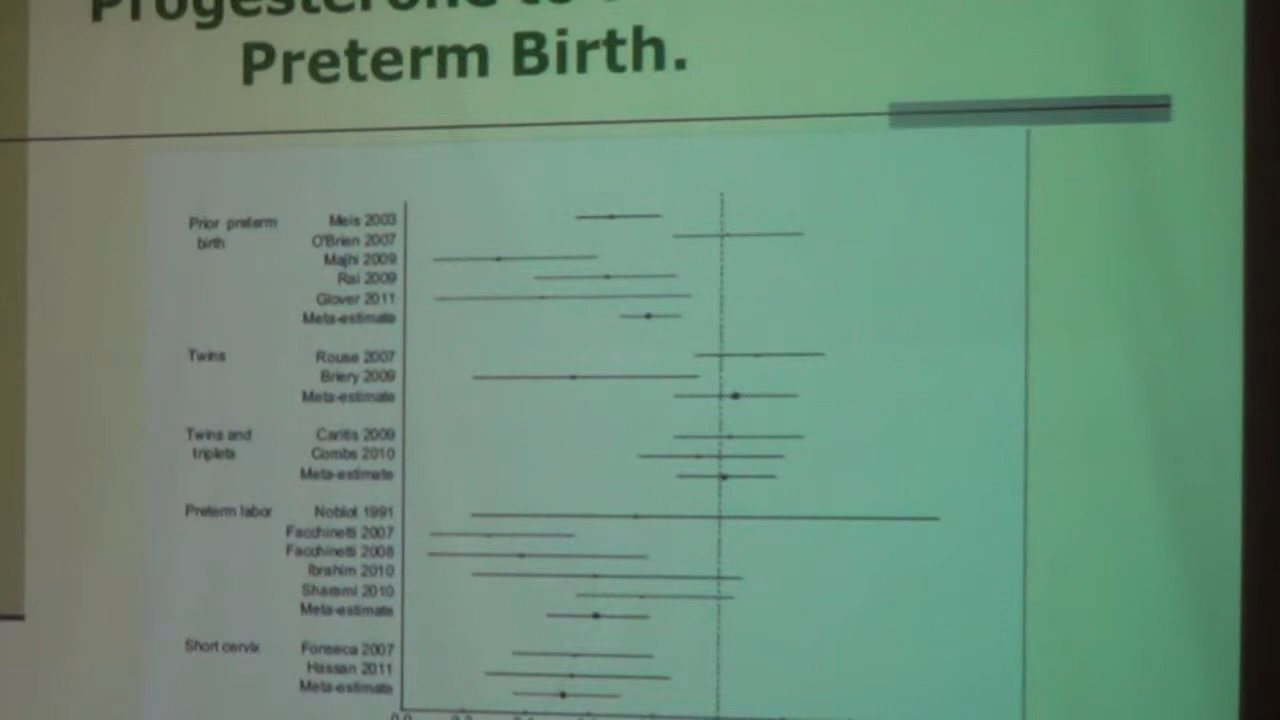 Progesterone to
Preterm Birth.
Prior preterm Meis 2003
birth O'Brien 2007
Majhi 2009
Rai 2009
Glover 2011
Meta-estimate
Twins Rouse 2007
Briery 2009
Meta-estimate
Twins and Caritis 2009
triplets Combs 2010
Meta-estimate
Preterm labor Noblot 1991
Facchinetti 2007
Facchinetti 2008
Ibrahim 2010
Sharami 2010
Meta-estimate
Short cervix Fonseca 2007
Hassan 2011
Meta-estimate